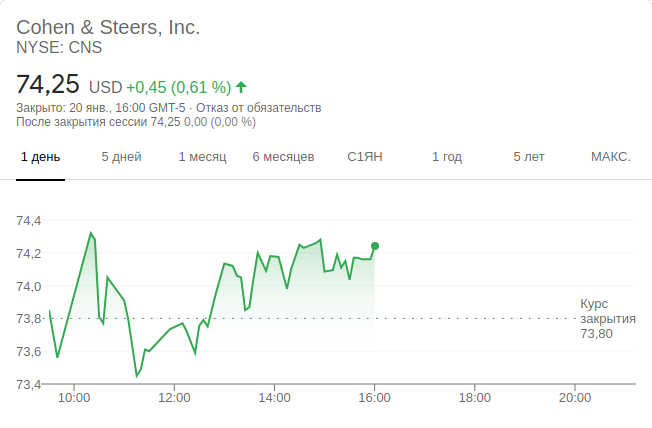 Cohen & Steers, Inc.
NYSE: CNS
74,25 USD +0,45 (0,61 %)
Закрыто: 20 янв., 16:00 GMT-5 · Отказ от обязательств
После закрытия сессии 74,25 0,00 (0,00 %)
1 день 5 дней 1 месяц 6 месяцев С1ЯН 1 год 5 лет МАКС.
74,4
74,2
74,0
Курс
закрытия
73,80
73,8
73,6
73,4
10:00 12:00 14:00 16:00 18:00 20:00